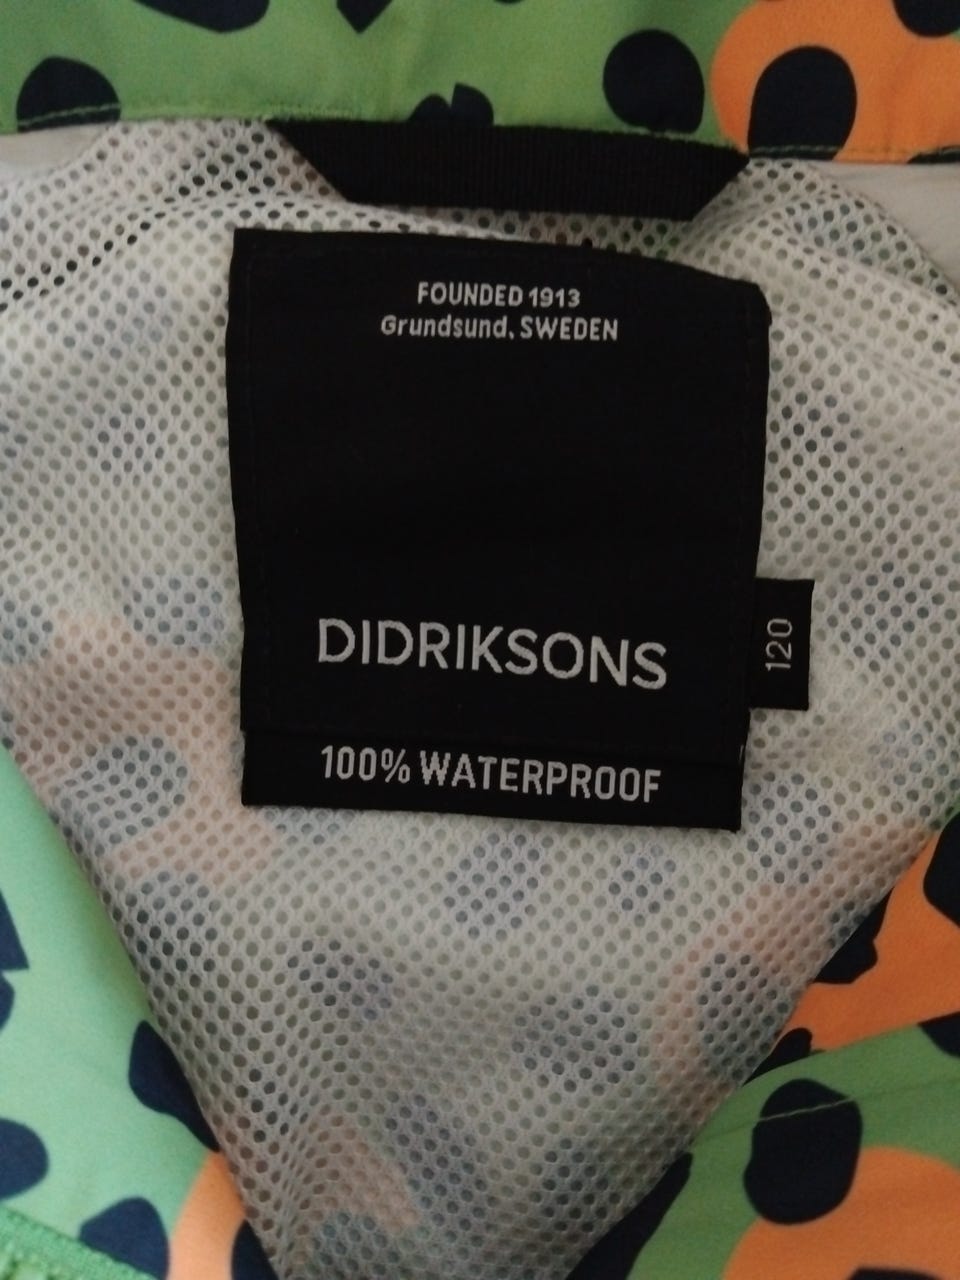 FOUNDED 1913
Grundsund, SWEDEN
DIDRIKSONS
120
100% WATERPROOF